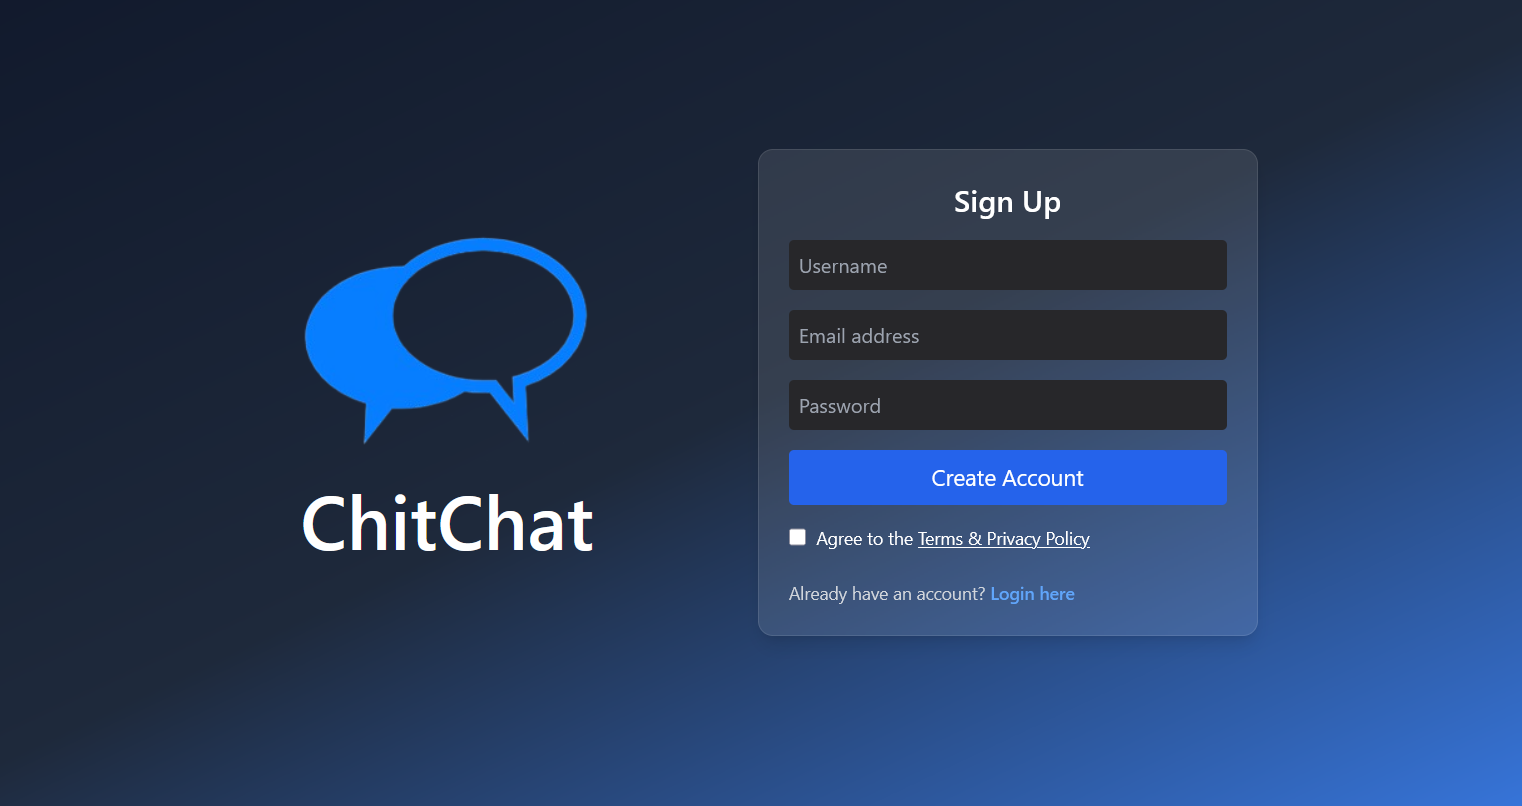 ChitChat
Sign Up
Username
Email address
Password
Create Account
Agree to the Terms & Privacy Policy
Already have an account? Login here